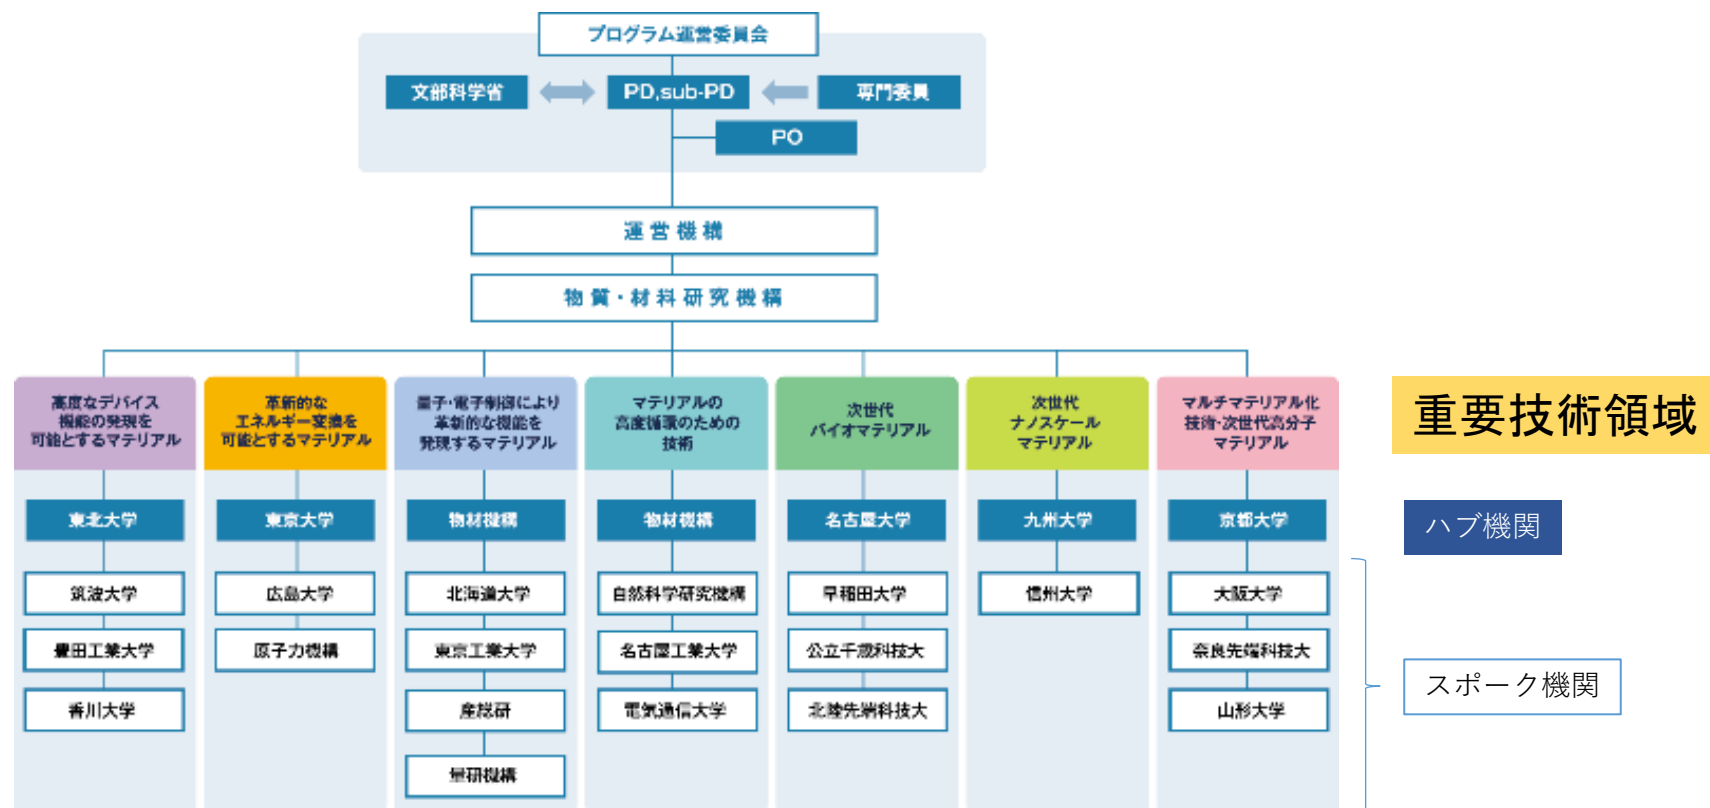 プログラム運営委員会
文部科学省
PD,sub-PD
専門委員
PO
運営機構
物質・材料研究機構
高度なデバイス
機能の発現を
可能とするマテリアル
革新的な
エネルギー変換を
可能とするマテリアル
量子・電子制御により
革新的な機能を
発現するマテリアル
マテリアルの
高度循環のための
技術
次世代
バイオマテリアル
次世代
ナノスケール
マテリアル
マルチマテリアル化
技術・次世代高分子
マテリアル
重要技術領域
東北大学
東京大学
物材機構
物材機構
名古屋大学
九州大学
京都大学
ハブ機関
筑波大学
広島大学
北海道大学
自然科学研究機構
早稲田大学
信州大学
大阪大学
豊田工業大学
原子力機構
東京工業大学
名古屋工業大学
公立千歳科技大
奈良先端科技大
スポーク機関
香川大学
産総研
電気通信大学
北陸先端科技大
山形大学
量研機構